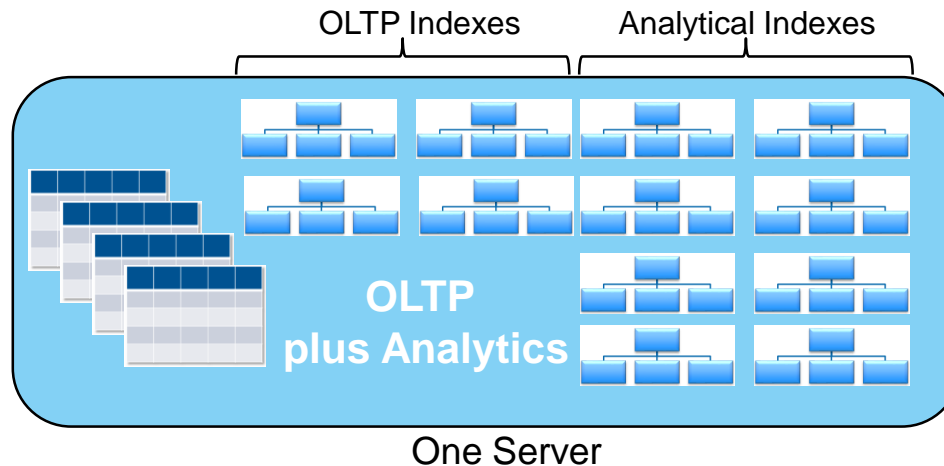 OLTP Indexes
Analytical Indexes
OLTP
plus Analytics
One Server